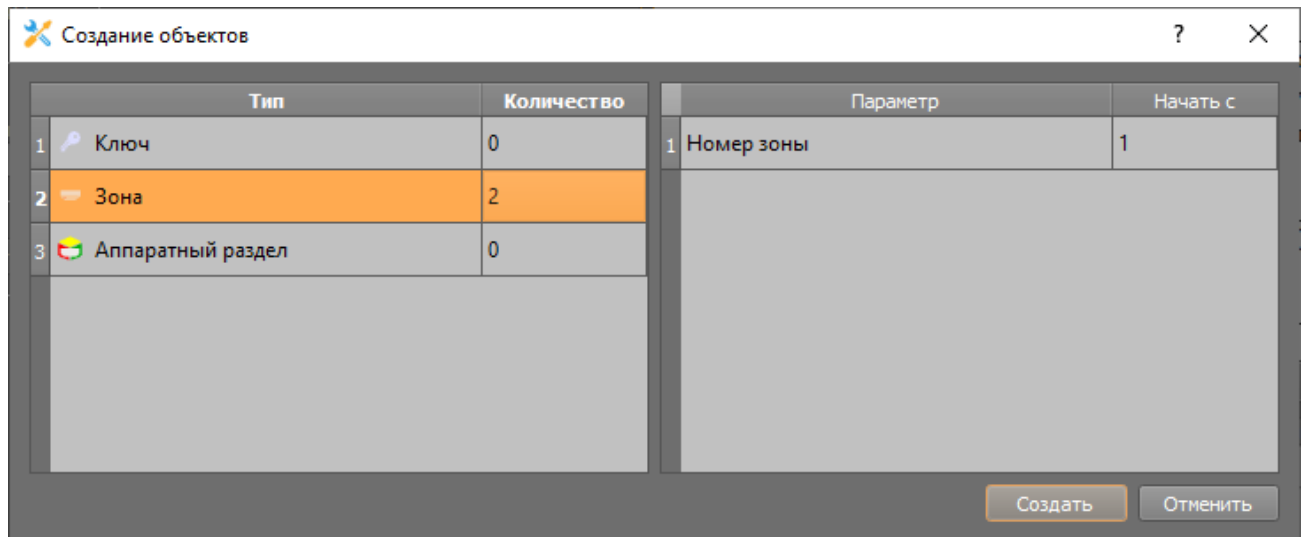 Создание объектов ?
Тип Количество
1 Ключ 0
2 Зона 2
3 Аппаратный раздел 0
Параметр Начать с
1 Номер зоны 1
Создать Отменить